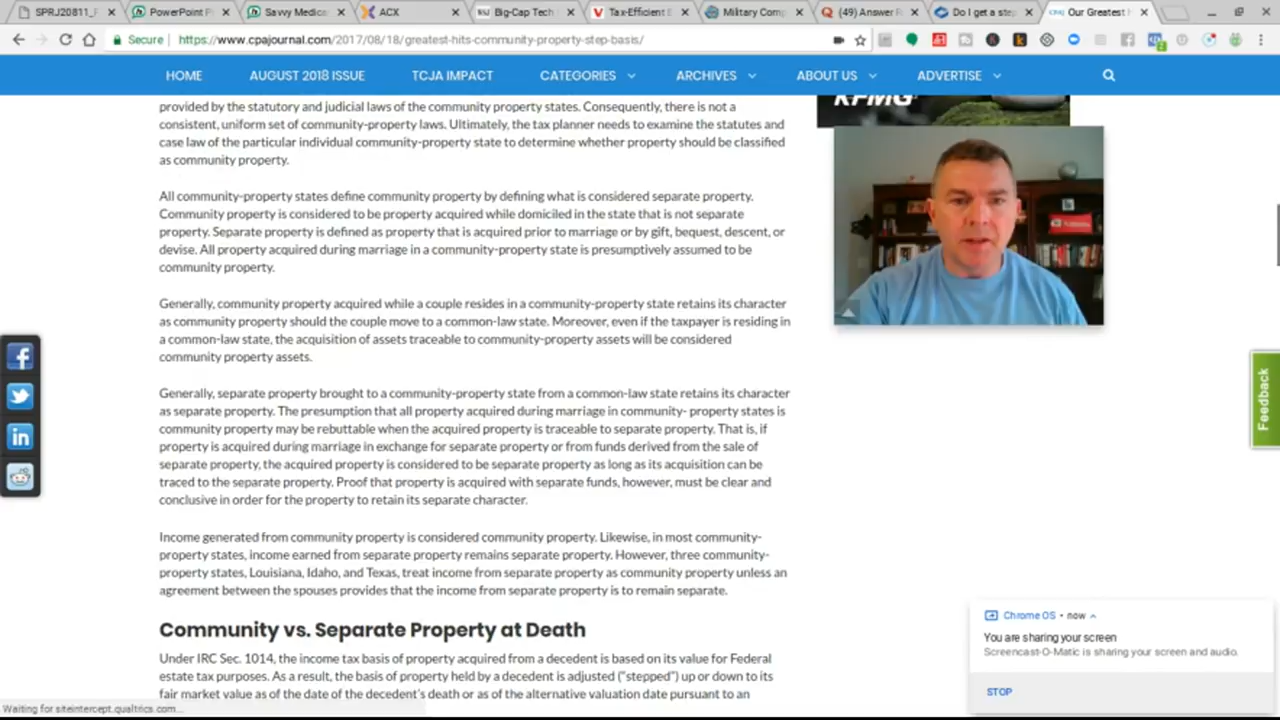 SPRJ20811_F
PowerPoint P
Savvy Medica
ACX
Big-Cap Tech
Tax-Efficient E
Military Comp
(49) Answer R
Do I get a ste
Our Greatest H
Secure https://www.cpajournal.com/2017/08/18/greatest-hits-community-property-step-basis/
HOME AUGUST 2018 ISSUE TCJA IMPACT CATEGORIES ARCHIVES ABOUT US ADVERTISE
KPMG
provided by the statutory and judicial laws of the community property states. Consequently, there is not a
consistent, uniform set of community-property laws. Ultimately, the tax planner needs to examine the statutes and
case law of the particular individual community-property state to determine whether property should be classified
as community property.
All community-property states define community property by defining what is considered separate property.
Community property is considered to be property acquired while domiciled in the state that is not separate
property. Separate property is defined as property that is acquired prior to marriage or by gift, bequest, descent, or
devise. All property acquired during marriage in a community-property state is presumptively assumed to be
community property.
Generally, community property acquired while a couple resides in a community-property state retains its character
as community property should the couple move to a common-law state. Moreover, even if the taxpayer is residing in
a common-law state, the acquisition of assets traceable to community-property assets will be considered
community property assets.
Generally, separate property brought to a community-property state from a common-law state retains its character
as separate property. The presumption that all property acquired during marriage in community- property states is
community property may be rebuttable when the acquired property is traceable to separate property. That is, if
property is acquired during marriage in exchange for separate property or from funds derived from the sale of
separate property, the acquired property is considered to be separate property as long as its acquisition can be
traced to the separate property. Proof that property is acquired with separate funds, however, must be clear and
conclusive in order for the property to retain its separate character.
Income generated from community property is considered community property. Likewise, in most community-
property states, income earned from separate property remains separate property. However, three community-
property states, Louisiana, Idaho, and Texas, treat income from separate property as community property unless an
agreement between the spouses provides that the income from separate property is to remain separate.
Community vs. Separate Property at Death
Under IRC Sec. 1014, the income tax basis of property acquired from a decedent is based on its value for Federal
estate tax purposes. As a result, the basis of property held by a decedent is adjusted ("stepped") up or down to its
fair market value as of the date of the decedent's death or as of the alternative valuation date pursuant to an
Feedback
Chrome OS • now
You are sharing your screen
Screencast-O-Matic is sharing your screen and audio.
STOP
Waiting for siteintercept.qualtrics.com...